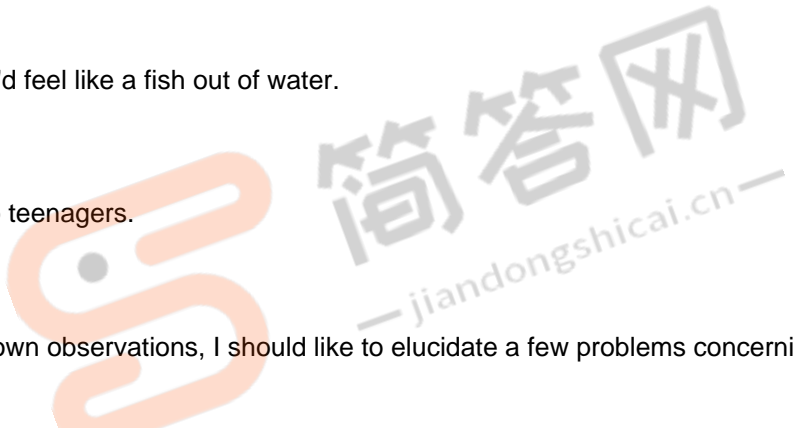 'd feel like a fish out of water.
简答网
teenagers.
jiandongshicai.cn
own observations, I should like to elucidate a few problems concerni